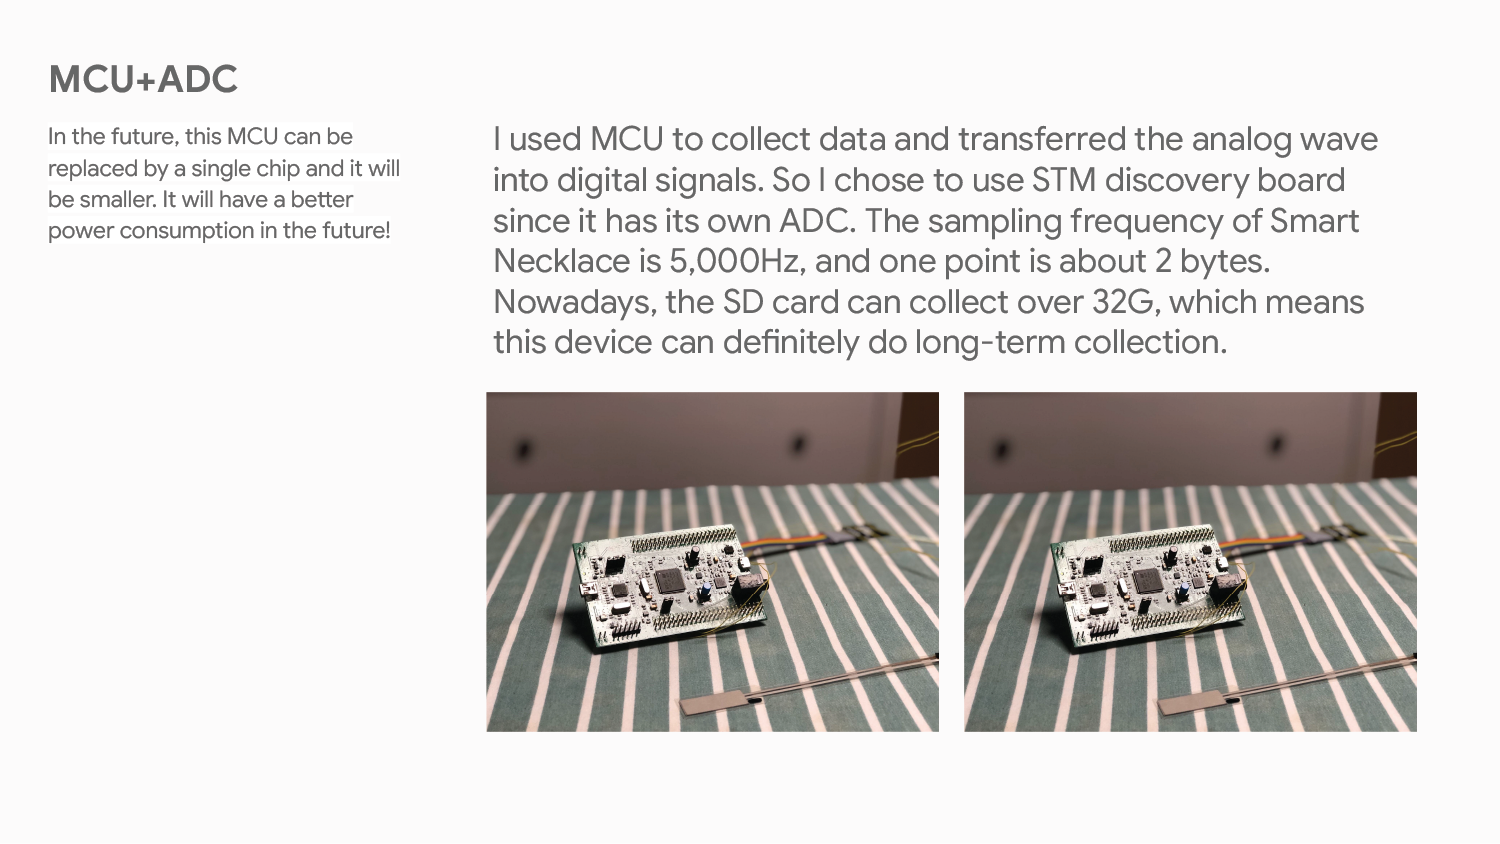 MCU+ADC
In the future, this MCU can be
replaced by a single chip and it will
be smaller. It will have a better
power consumption in the future!
I used MCU to collect data and transferred the analog wave
into digital signals. So I chose to use STM discovery board
since it has its own ADC. The sampling frequency of Smart
Necklace is 5,000Hz, and one point is about 2 bytes.
Nowadays, the SD card can collect over 32G, which means
this device can definitely do long-term collection.